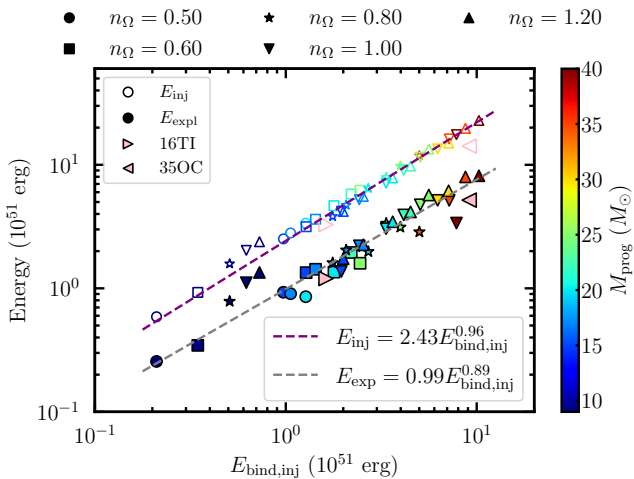 n_Ω = 0.50 n_Ω = 0.80 n_Ω = 1.20
n_Ω = 0.60 n_Ω = 1.00
E_inj
E_expl
16TI
35OC
E_inj = 2.43E_bind,inj^0.96
E_exp = 0.99E_bind,inj^0.89
10^1
10^0
10^−1
Energy (10^51 erg)
10^−1 10^0 10^1
E_bind,inj (10^51 erg)
40
35
30
25
20
15
10
M_prog (M_⊙)